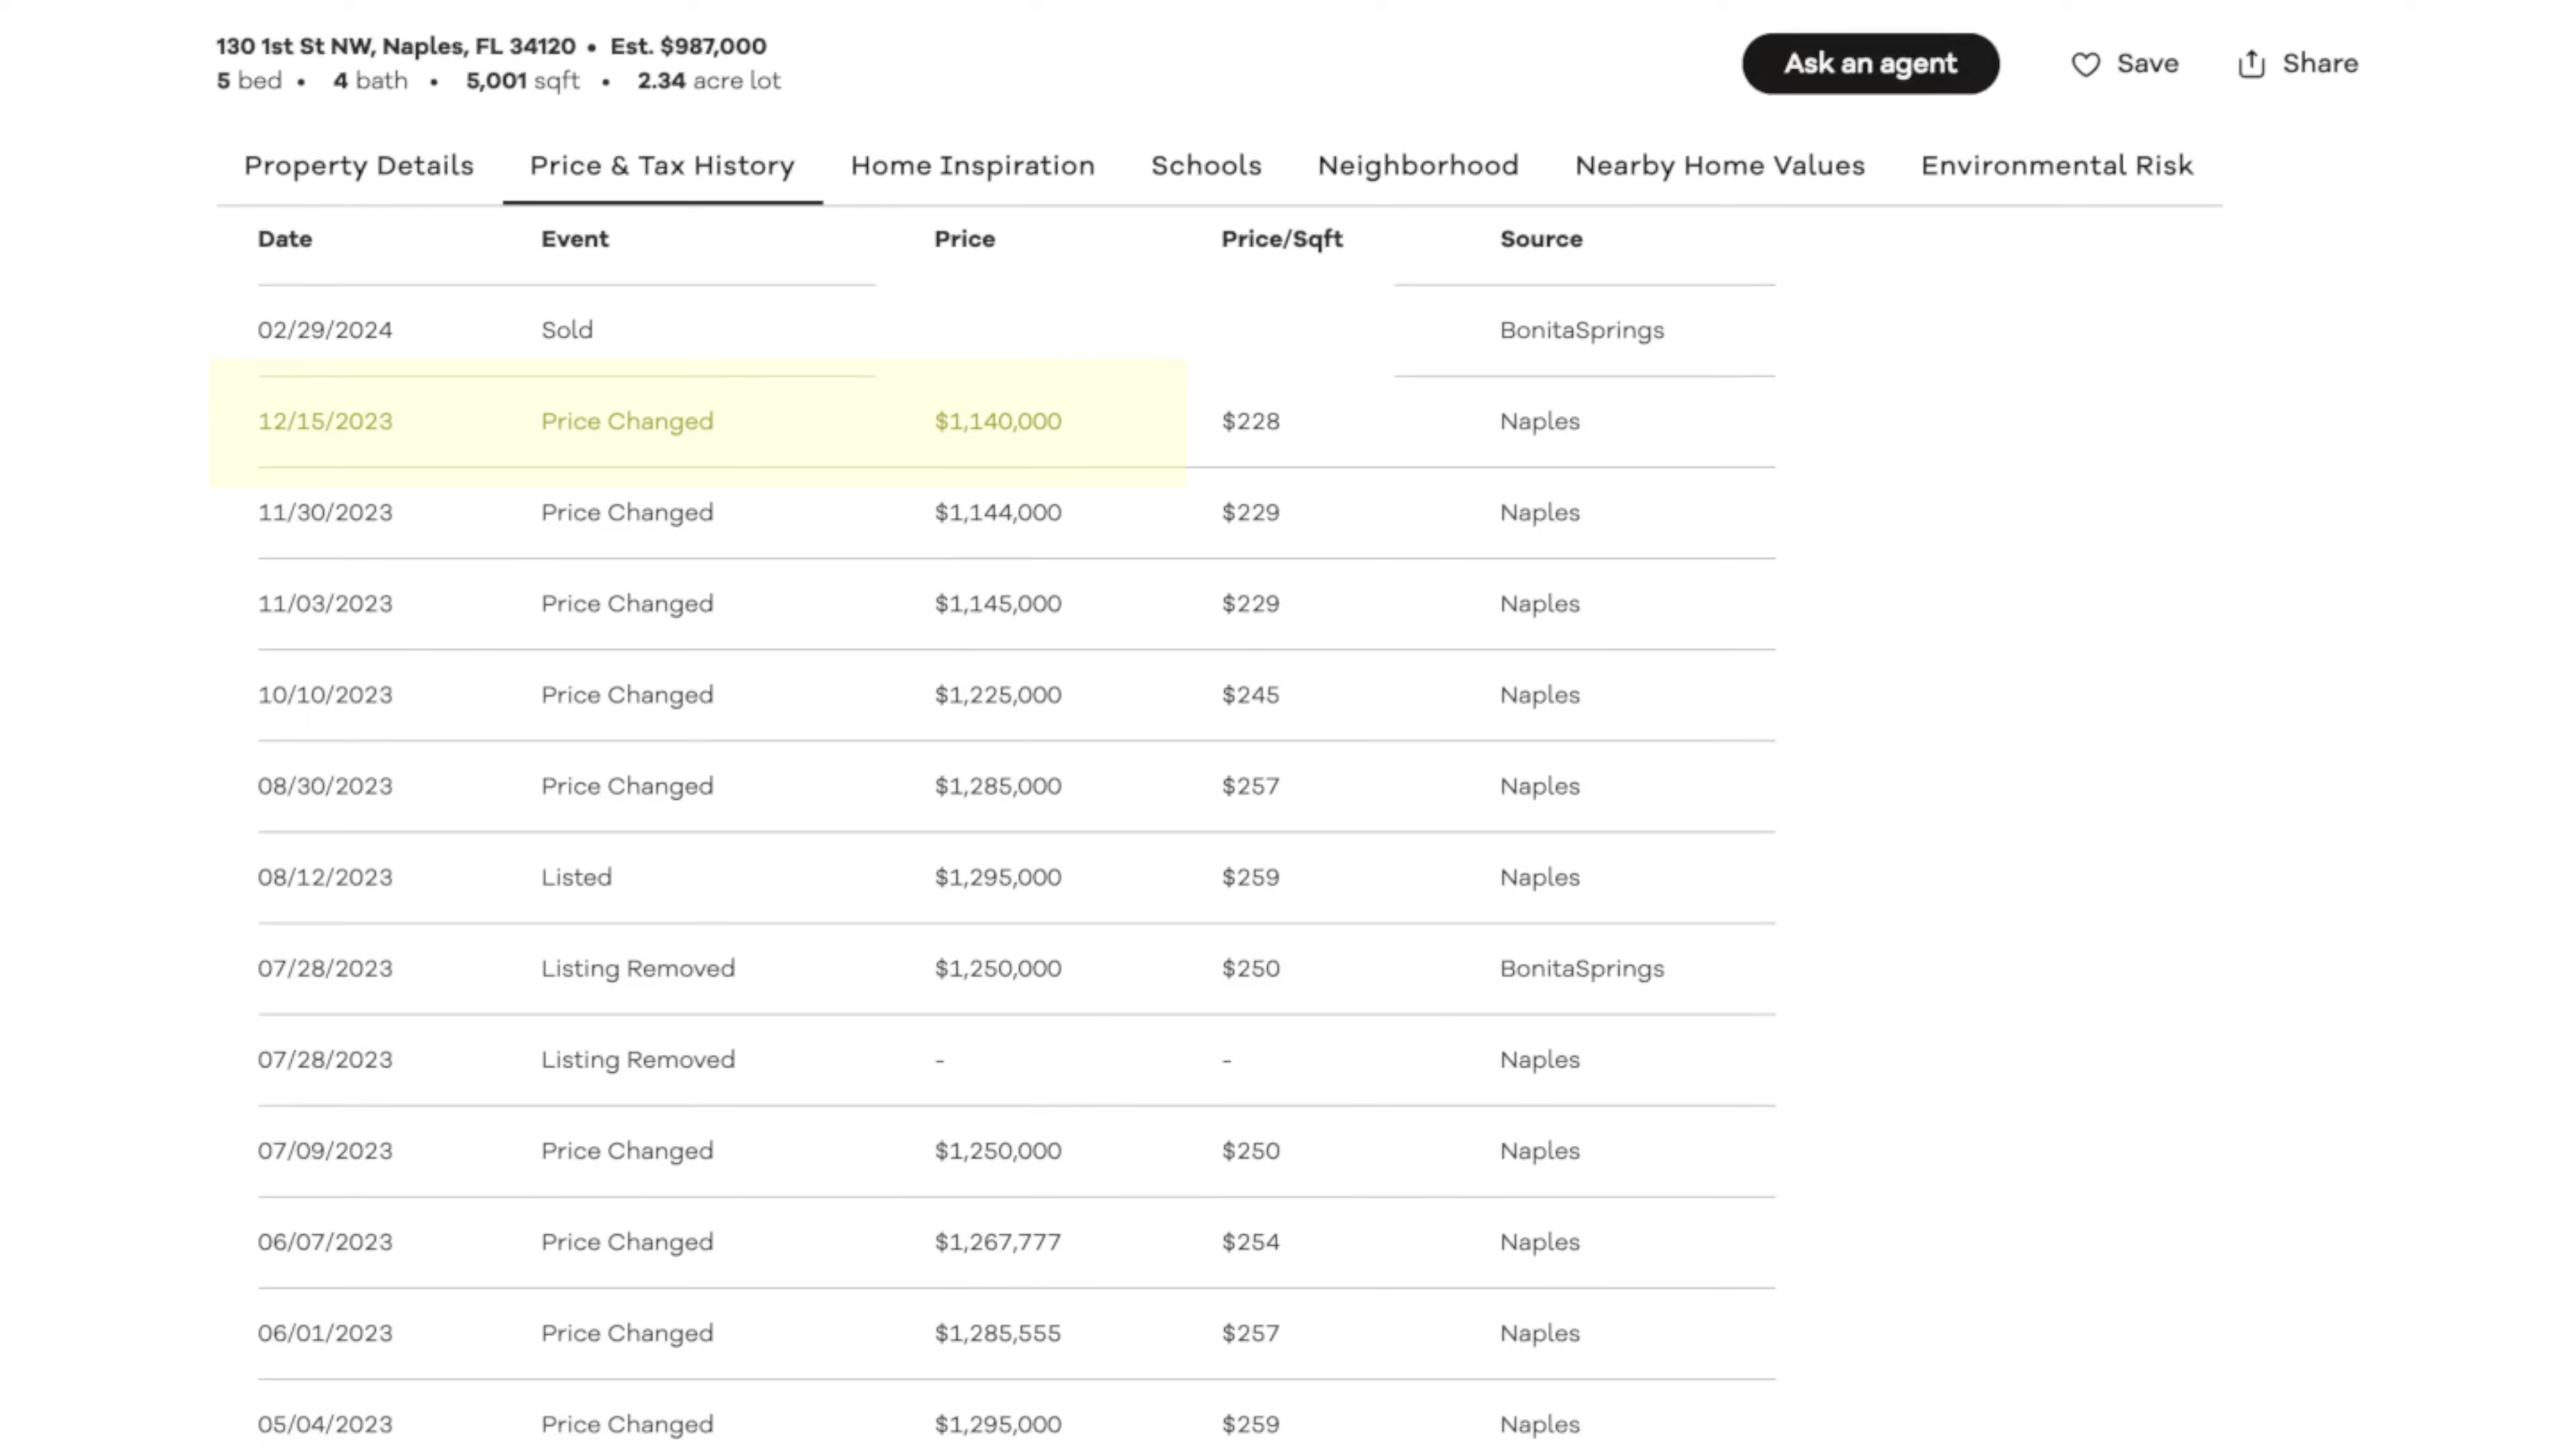 130 1st St NW, Naples, FL 34120 • Est. $987,000
5 bed • 4 bath • 5,001 sqft • 2.34 acre lot
Ask an agent
Save
Share
Property Details Price & Tax History Home Inspiration Schools Neighborhood Nearby Home Values Environmental Risk
Date Event Price Price/Sqft Source
02/29/2024 Sold BonitaSprings
12/15/2023 Price Changed $1,140,000 $228 Naples
11/30/2023 Price Changed $1,144,000 $229 Naples
11/03/2023 Price Changed $1,145,000 $229 Naples
10/10/2023 Price Changed $1,225,000 $245 Naples
08/30/2023 Price Changed $1,285,000 $257 Naples
08/12/2023 Listed $1,295,000 $259 Naples
07/28/2023 Listing Removed $1,250,000 $250 BonitaSprings
07/28/2023 Listing Removed - - Naples
07/09/2023 Price Changed $1,250,000 $250 Naples
06/07/2023 Price Changed $1,267,777 $254 Naples
06/01/2023 Price Changed $1,285,555 $257 Naples
05/04/2023 Price Changed $1,295,000 $259 Naples